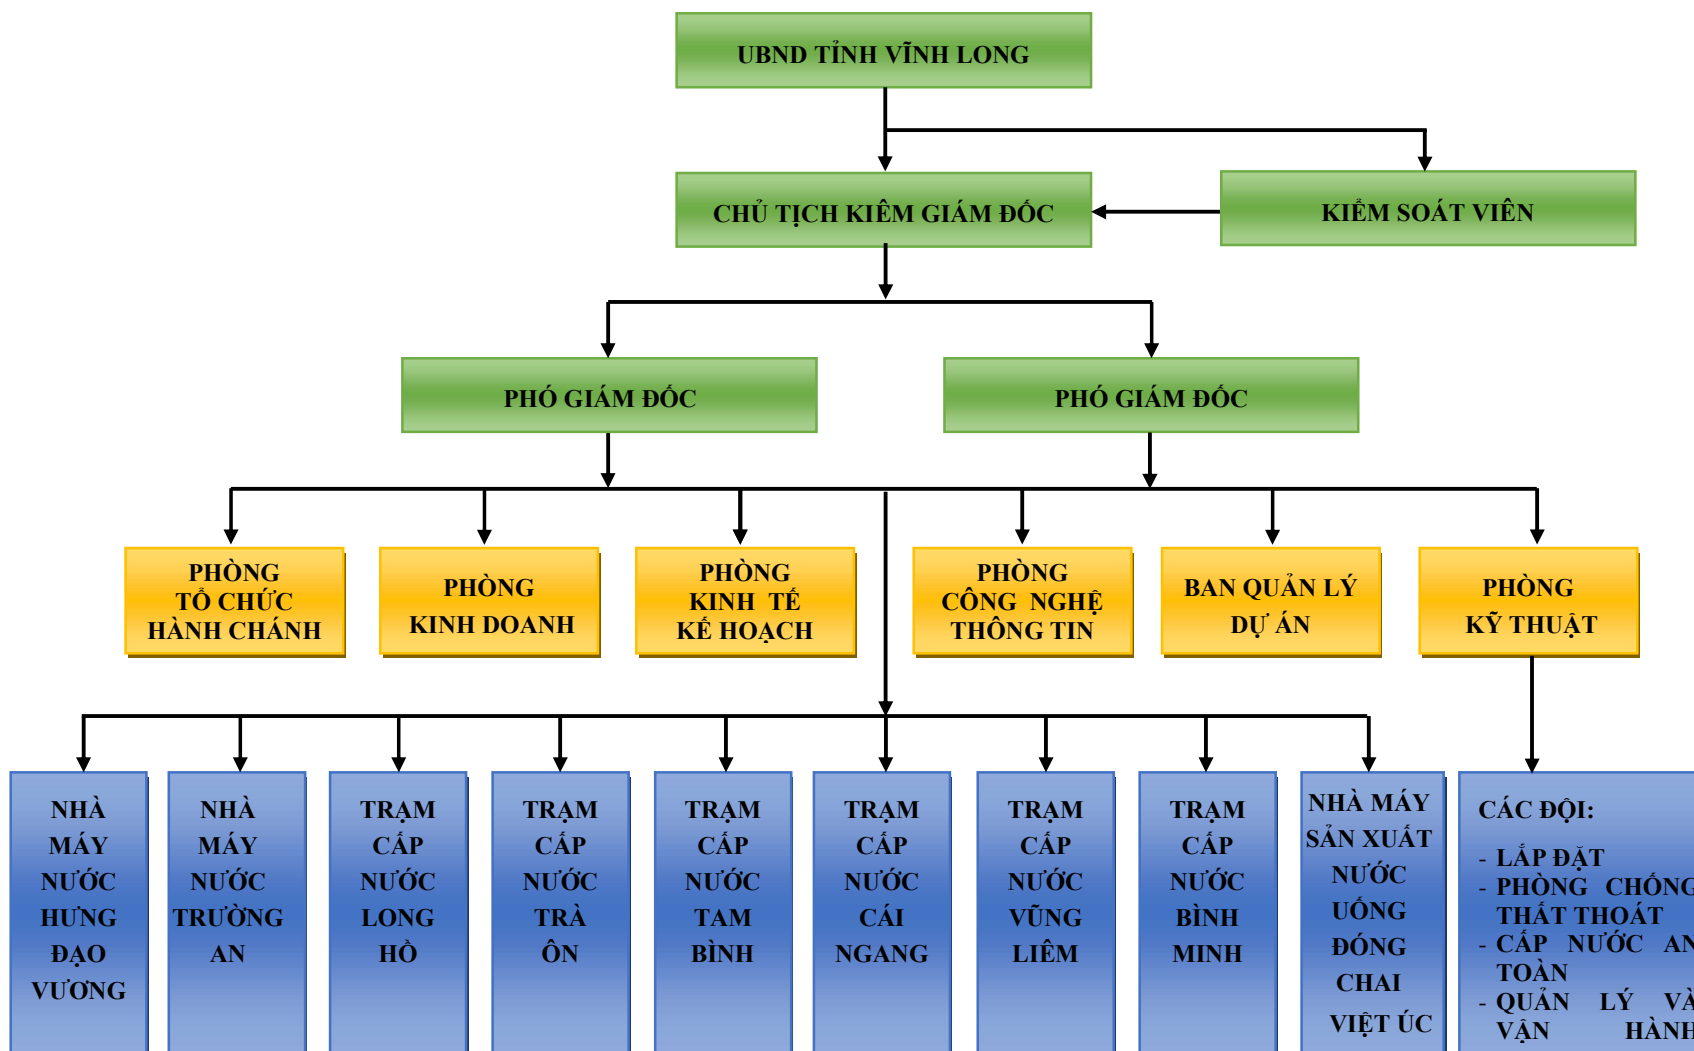 UBND TỈNH VĨNH LONG
CHỦ TỊCH KIÊM GIÁM ĐỐC
KIỂM SOÁT VIÊN
PHÓ GIÁM ĐỐC
PHÓ GIÁM ĐỐC
PHÒNG
TỔ CHỨC
HÀNH CHÁNH
PHÒNG
KINH DOANH
PHÒNG
KINH TẾ
KẾ HOẠCH
PHÒNG
CÔNG NGHỆ
THÔNG TIN
BAN QUẢN LÝ
DỰ ÁN
PHÒNG
KỸ THUẬT
NHÀ
MÁY
NƯỚC
HƯNG
ĐẠO
VƯƠNG
NHÀ
MÁY
NƯỚC
TRƯỜNG
AN
TRẠM
CẤP
NƯỚC
LONG
HỒ
TRẠM
CẤP
NƯỚC
TRÀ
ÔN
TRẠM
CẤP
NƯỚC
TAM
BÌNH
TRẠM
CẤP
NƯỚC
CÁI
NGANG
TRẠM
CẤP
NƯỚC
VŨNG
LIÊM
TRẠM
CẤP
NƯỚC
BÌNH
MINH
NHÀ MÁY
SẢN XUẤT
NƯỚC
UỐNG
ĐÓNG
CHAI
VIỆT ÚC
CÁC ĐỘI:
- LẮP ĐẶT
- PHÒNG CHỐNG
THẤT THOÁT
- CẤP NƯỚC AN
TOÀN
- QUẢN LÝ VÀ
VẬN HÀNH